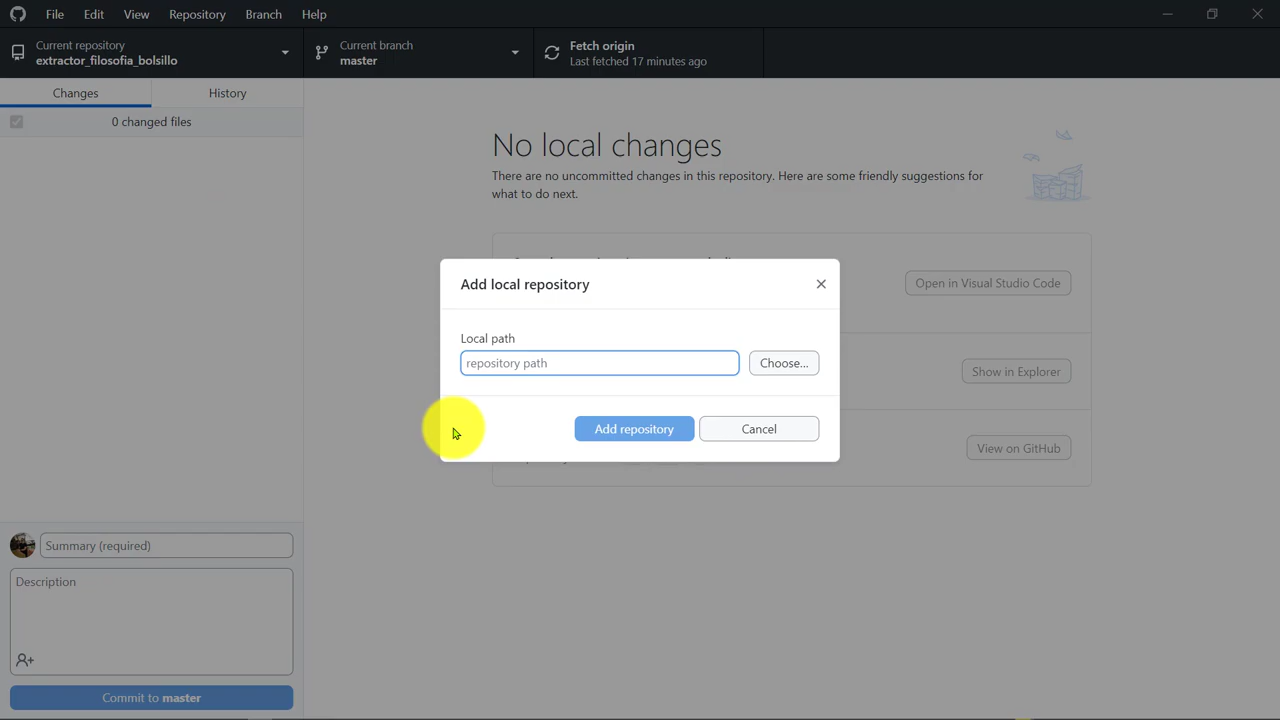 File Edit View Repository Branch Help
Current repository
extractor_filosofia_bolsillo
Current branch
master
Fetch origin
Last fetched 17 minutes ago
Changes History
0 changed files
No local changes
There are no uncommitted changes in this repository. Here are some friendly suggestions for
what to do next.
Open in Visual Studio Code
Add local repository
Local path
repository path
Choose...
Show in Explorer
Add repository
Cancel
View on GitHub
Summary (required)
Description
Commit to master